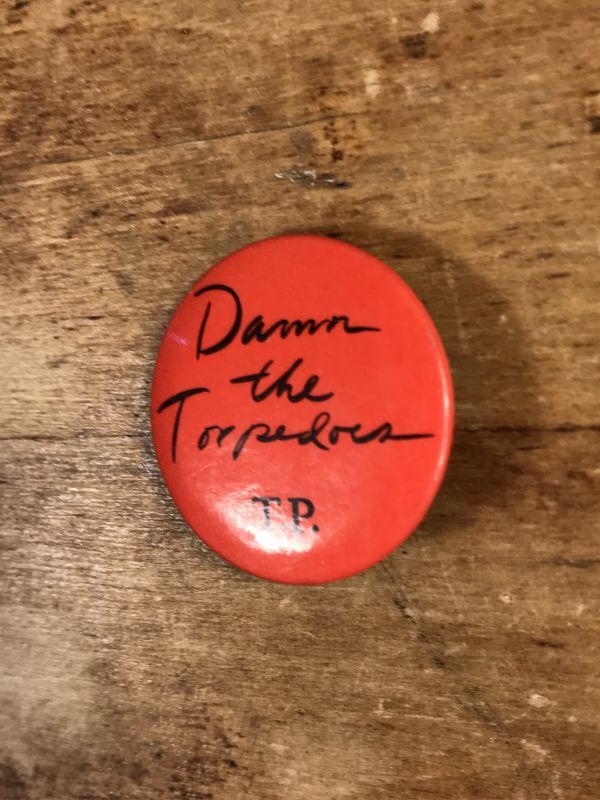 Damn
the
Torpedoes
T.P.